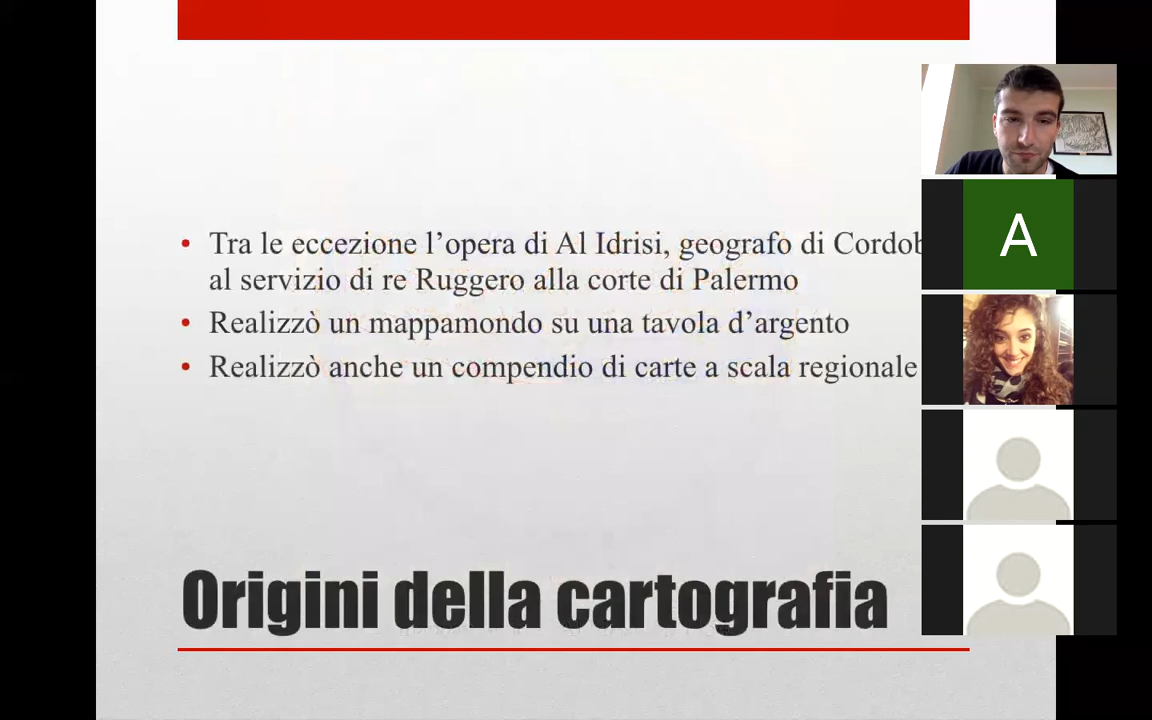 • Tra le eccezione l’opera di Al Idrisi, geografo di
al servizio di re Ruggero alla corte di Palermo
• Realizzò un mappamondo su una tavola d’argento
• Realizzò anche un compendio di carte a scala regionale
Origini della cartografia
A